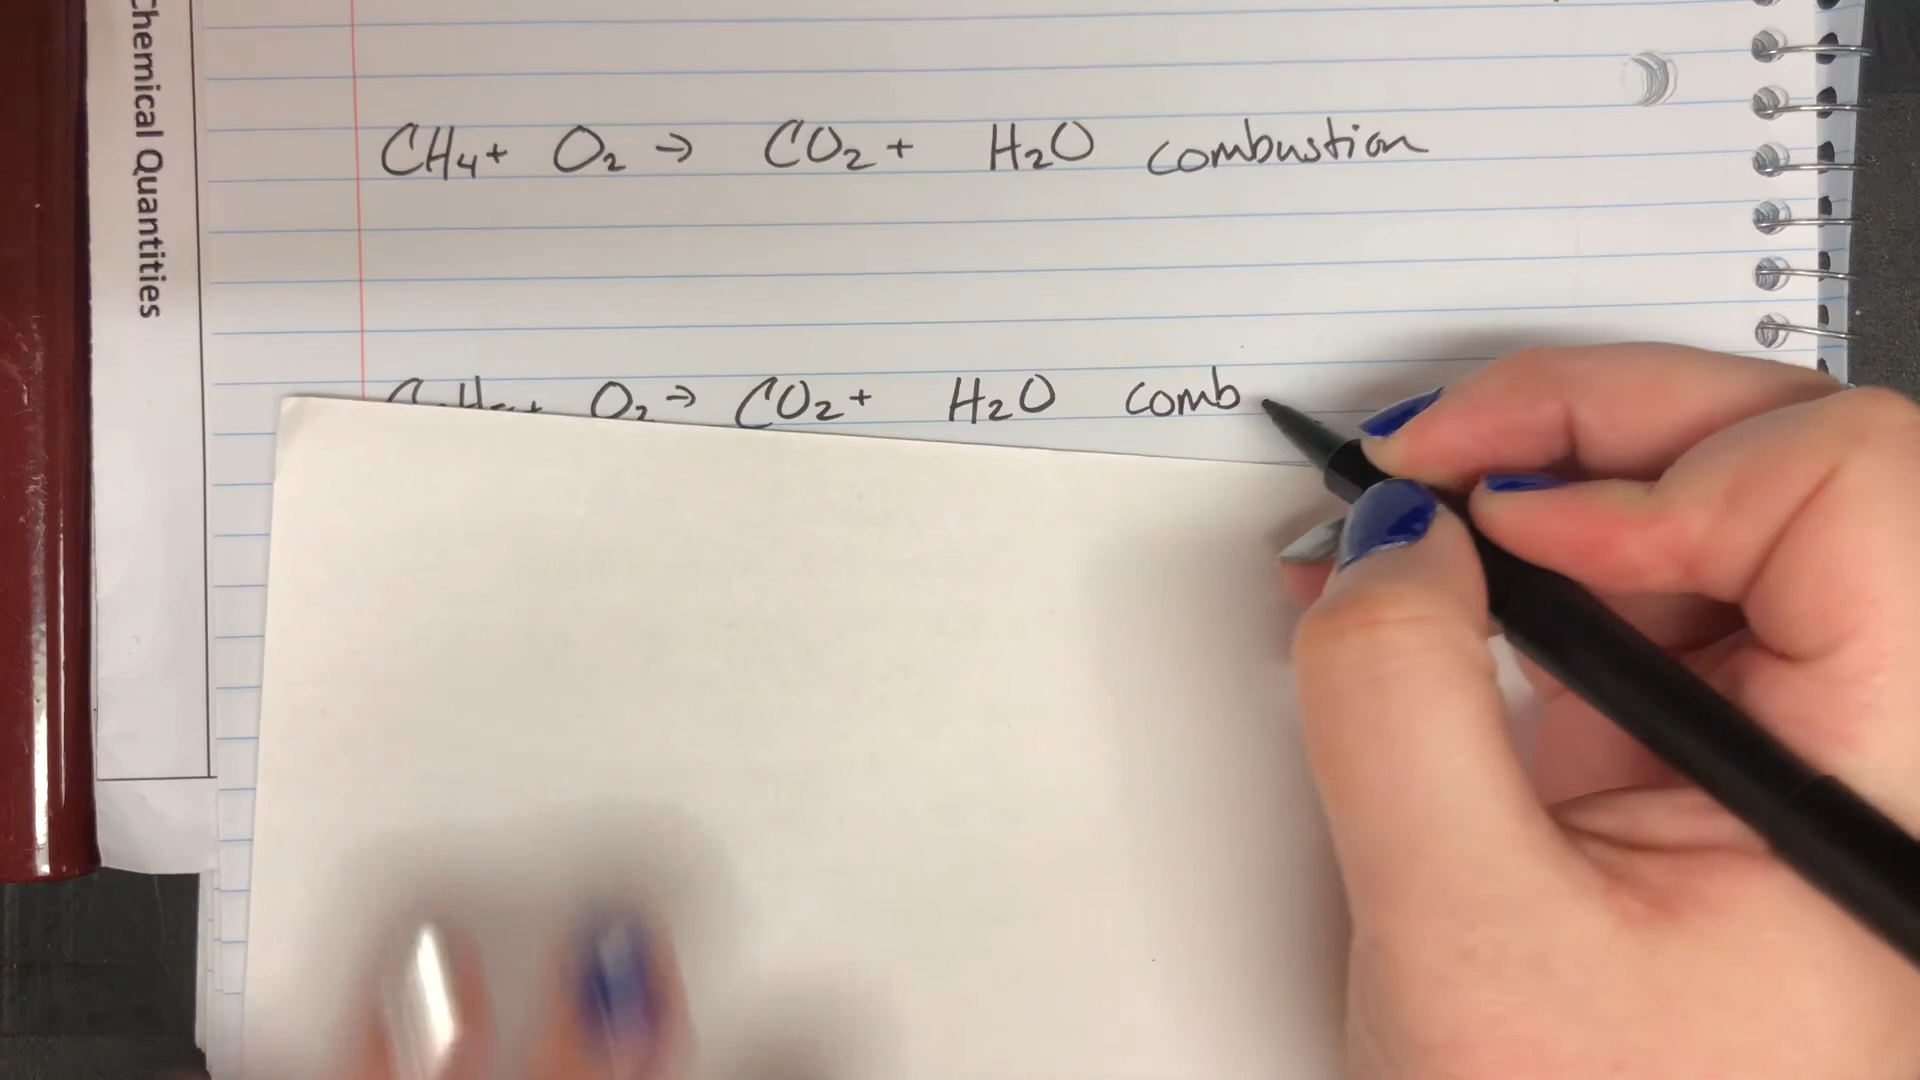 Chemical Quantities
CH₄ + O₂ → CO₂ + H₂O combustion
O₂ → CO₂ + H₂O comb